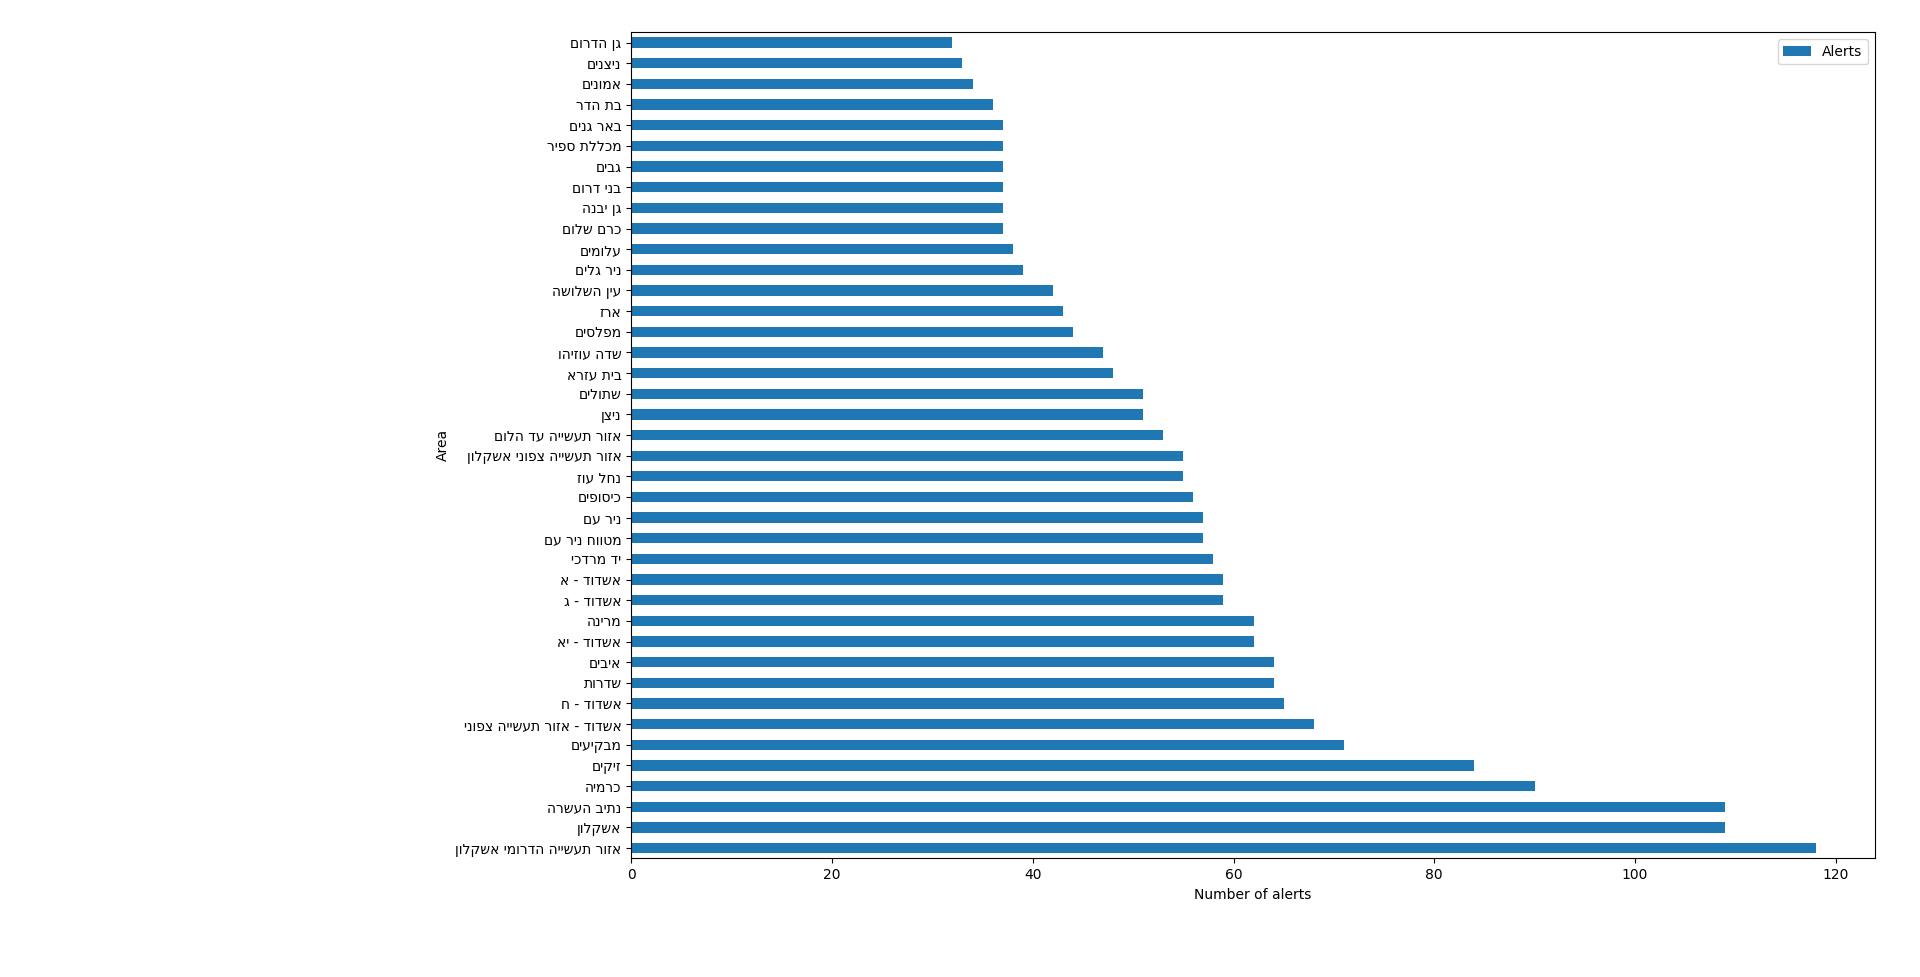 Alerts
גן הדרום
ניצנים
אמונים
בת הדר
באר גנים
מכללת ספיר
גבים
בני דרום
גן יבנה
כרם שלום
עלומים
ניר גלים
עין השלושה
ארז
מפלסים
שדה עוזיהו
בית עזרא
שתולים
ניצן
אזור תעשייה עד הלום
אזור תעשייה צפוני אשקלון
נחל עוז
כיסופים
ניר עם
מטווח ניר עם
יד מרדכי
אשדוד - א
אשדוד - ג
מרינה
אשדוד - יא
איבים
שדרות
אשדוד - ח
אשדוד - אזור תעשייה צפוני
מבקיעים
זיקים
כרמיה
נתיב העשרה
אשקלון
אזור תעשייה הדרומי אשקלון
Area
0 20 40 60 80 100 120
Number of alerts